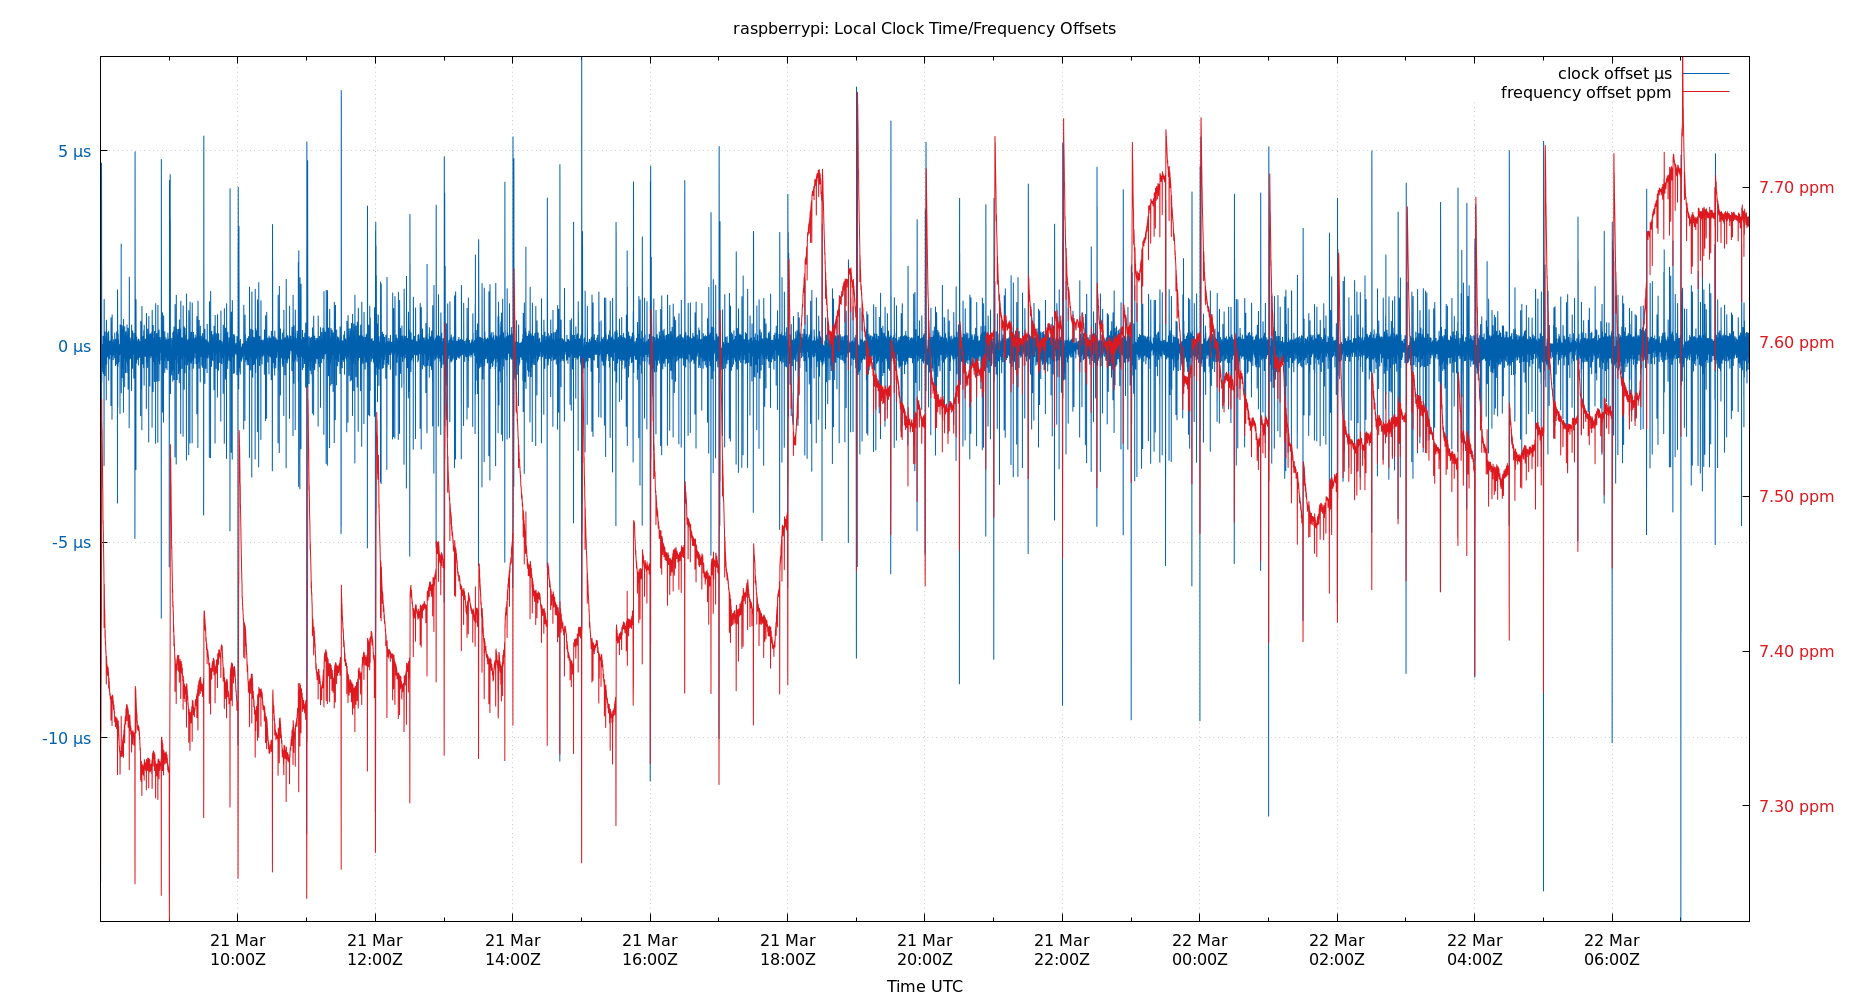 raspberrypi: Local Clock Time/Frequency Offsets
clock offset µs
frequency offset ppm
5 µs
0 µs
-5 µs
-10 µs
7.70 ppm
7.60 ppm
7.50 ppm
7.40 ppm
7.30 ppm
21 Mar 21 Mar 21 Mar 21 Mar 21 Mar 21 Mar 21 Mar 22 Mar 22 Mar 22 Mar 22 Mar
10:00Z 12:00Z 14:00Z 16:00Z 18:00Z 20:00Z 22:00Z 00:00Z 02:00Z 04:00Z 06:00Z
Time UTC